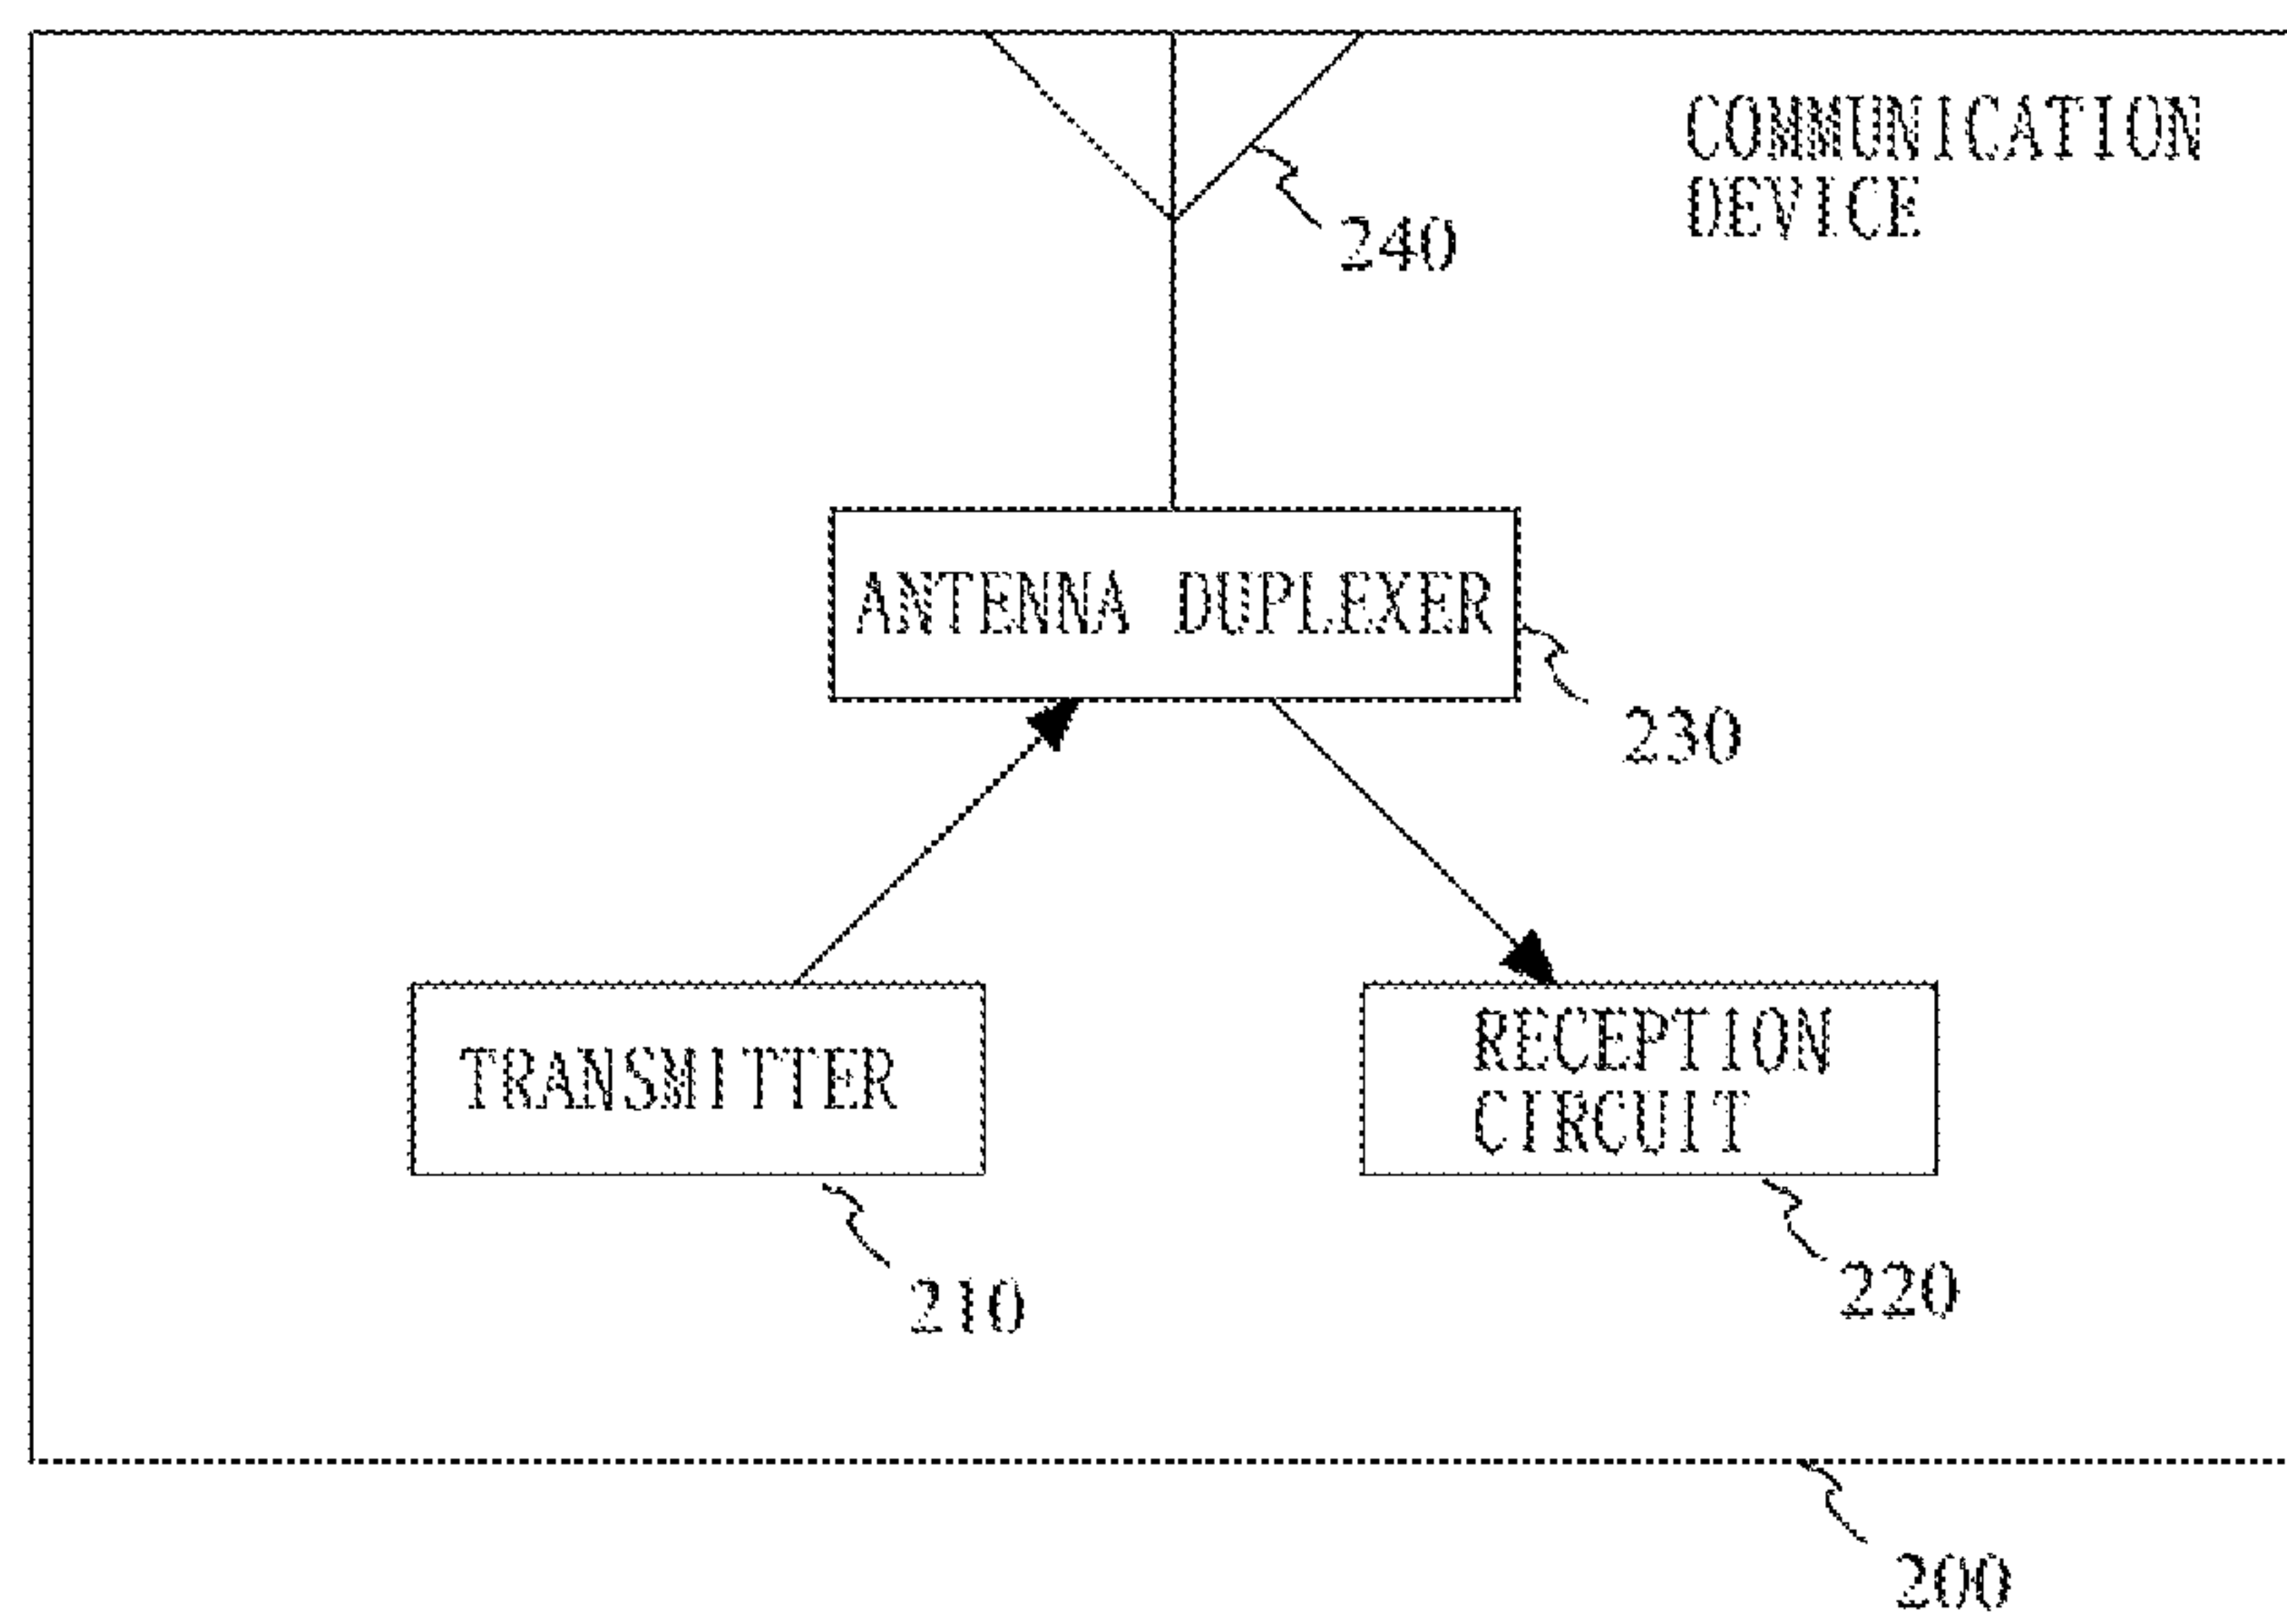 COMMUNICATION
DEVICE
240
ANTENNA DUPLEXER
230
TRANSMITTER
RECEPTION
CIRCUIT
210
220
200